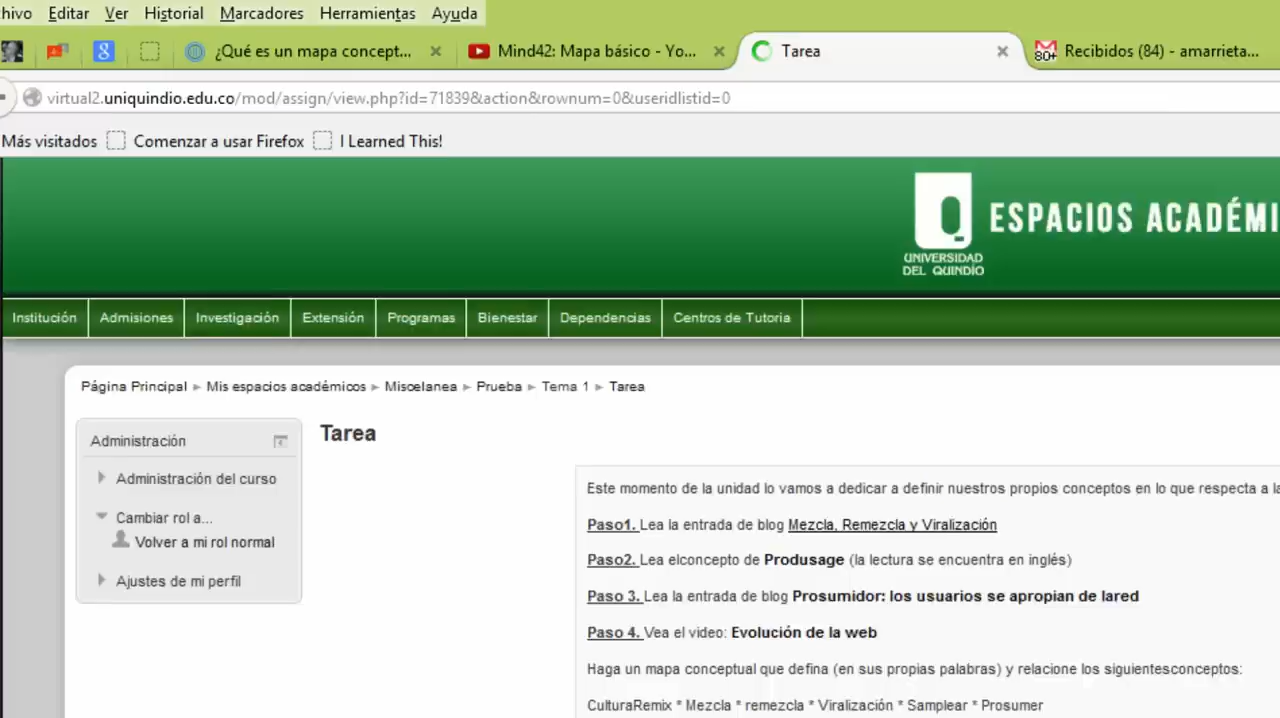 hivo Editar Ver Historial Marcadores Herramientas Ayuda
8 ¿Qué es un mapa concept... × Mind42: Mapa básico - Yo... × Tarea × 80+ Recibidos (84) - amarrieta...
virtual2.uniquindio.edu.co/mod/assign/view.php?id=71839&action&rownum=0&useridlistid=0
Más visitados Comenzar a usar Firefox I Learned This!
UNIVERSIDAD
DEL QUINDÍO
ESPACIOS ACADÉMI
Institución Admisiones Investigación Extensión Programas Bienestar Dependencias Centros de Tutoria
Página Principal ► Mis espacios académicos ► Miscelanea ► Prueba ► Tema 1 ► Tarea
Administración
Administración del curso
Cambiar rol a...
Volver a mi rol normal
Ajustes de mi perfil
Tarea
Este momento de la unidad lo vamos a dedicar a definir nuestros propios conceptos en lo que respecta a la
Paso1. Lea la entrada de blog Mezcla, Remezcla y Viralización
Paso2. Lea elconcepto de Produsage (la lectura se encuentra en inglés)
Paso 3. Lea la entrada de blog Prosumidor: los usuarios se apropian de lared
Paso 4. Vea el video: Evolución de la web
Haga un mapa conceptual que defina (en sus propias palabras) y relacione los siguientesconceptos:
CulturaRemix * Mezcla * remezcla * Viralización * Samplear * Prosumer